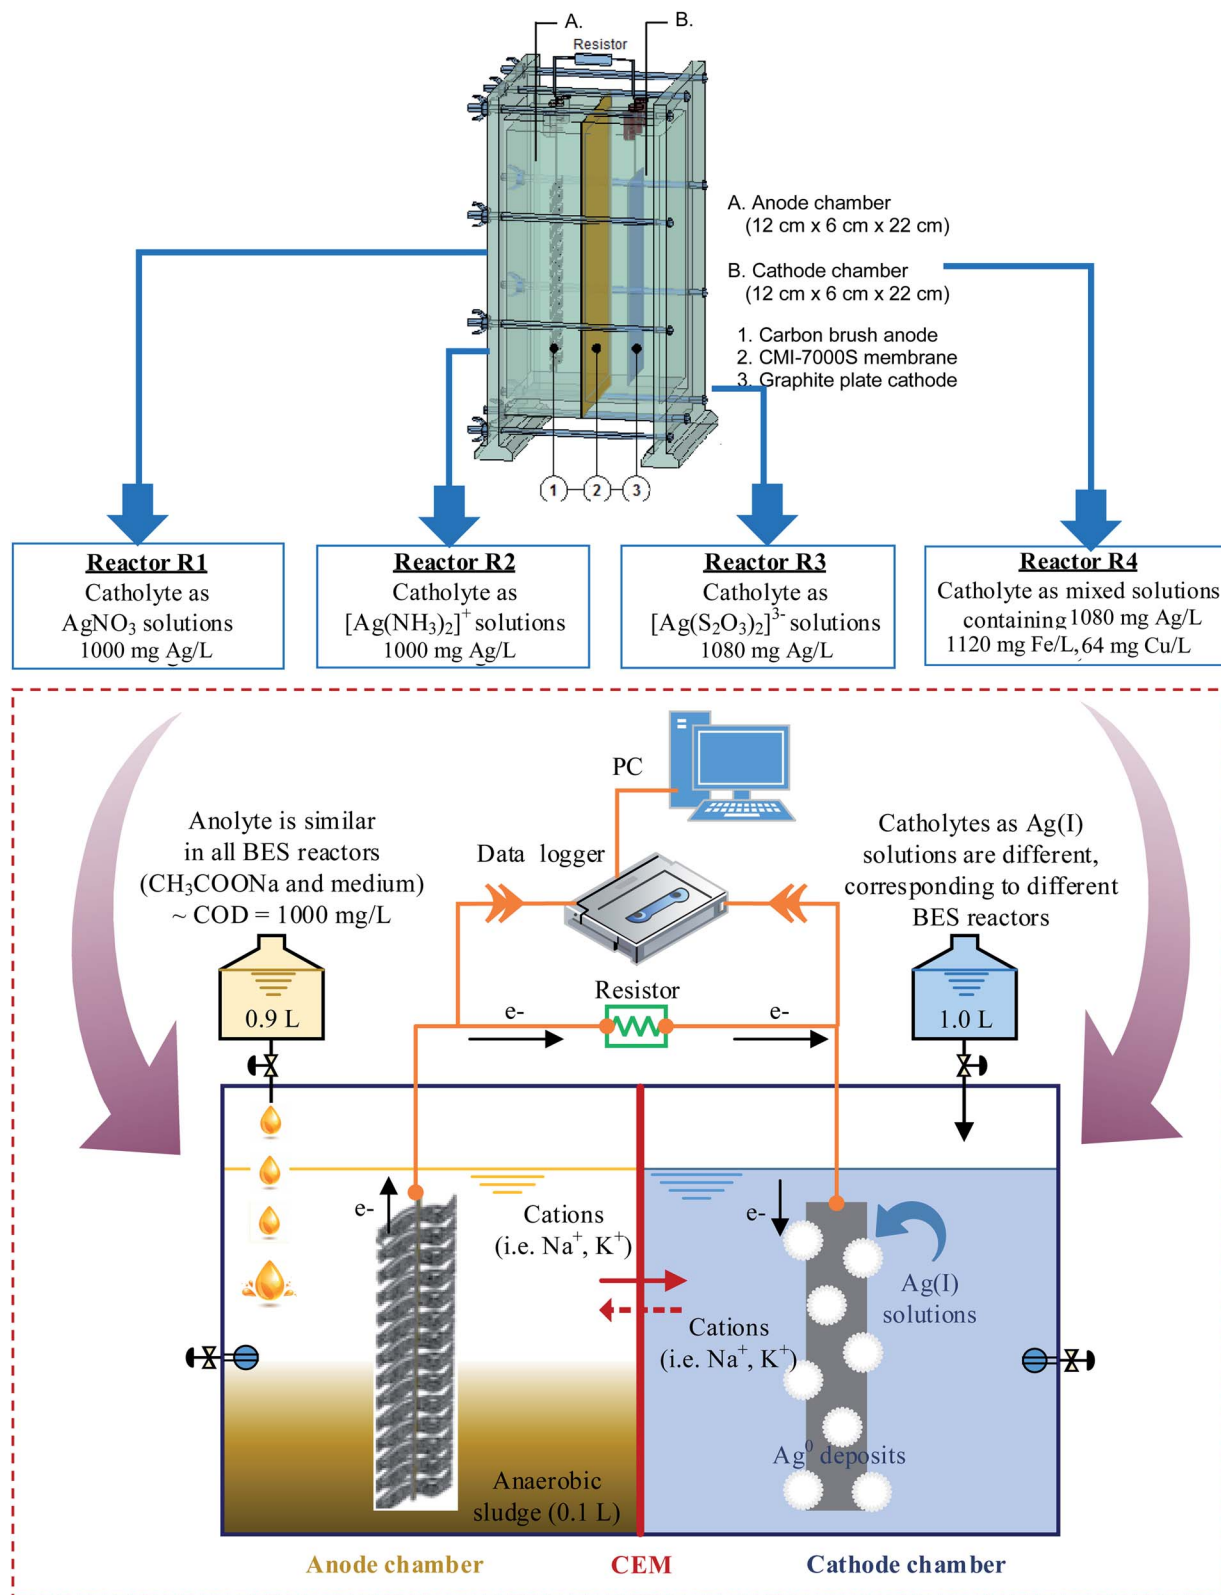 A.
B.
Resistor
A. Anode chamber
(12 cm x 6 cm x 22 cm)
B. Cathode chamber
(12 cm x 6 cm x 22 cm)
1. Carbon brush anode
2. CMI-7000S membrane
3. Graphite plate cathode
1
2
3
Reactor R1
Catholyte as
AgNO₃ solutions
1000 mg Ag/L
Reactor R2
Catholyte as
[Ag(NH₃)₂]⁺ solutions
1000 mg Ag/L
Reactor R3
Catholyte as
[Ag(S₂O₃)₂]³⁻ solutions
1080 mg Ag/L
Reactor R4
Catholyte as mixed solutions
containing 1080 mg Ag/L
1120 mg Fe/L, 64 mg Cu/L
PC
Data logger
Anolyte is similar
in all BES reactors
(CH₃COONa and medium)
~ COD = 1000 mg/L
Catholytes as Ag(I)
solutions are different,
corresponding to different
BES reactors
0.9 L
Resistor
1.0 L
e-
e-
e-
Cations
(i.e. Na⁺, K⁺)
e-
Ag(I)
solutions
Cations
(i.e. Na⁺, K⁺)
Ag⁰ deposits
Anaerobic
sludge (0.1 L)
Anode chamber
CEM
Cathode chamber